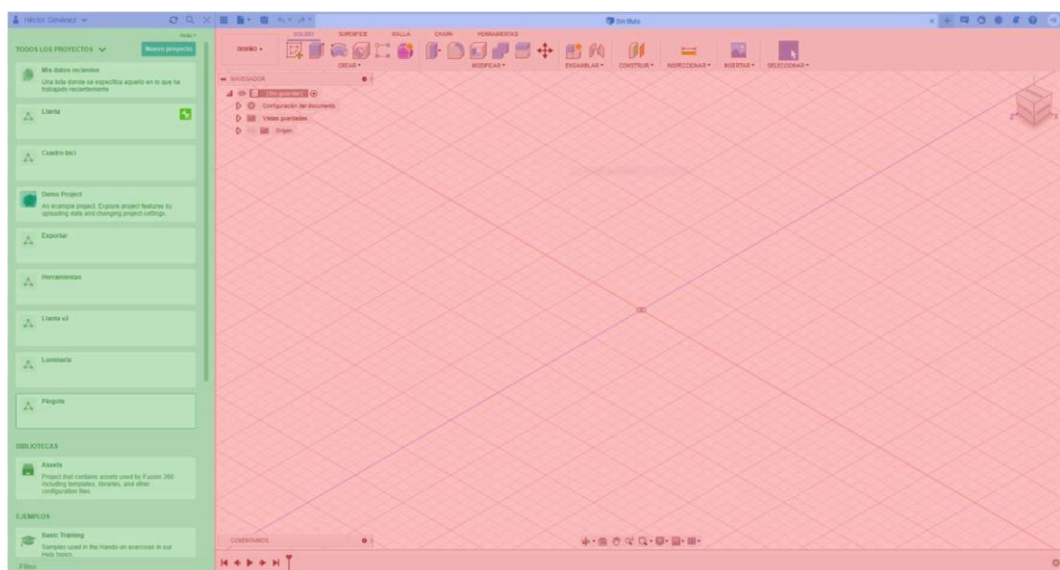 Héctor Giménez
Sin título
TODOS LOS PROYECTOS
Nuevo proyecto
Mis datos recientes
Una lista donde se especifica aquello en lo que ha
trabajado recientemente
Llanta
Cuadro bici
Demo Project
An example project. Explore project features by
uploading data and changing project settings.
Exportar
Herramientas
Llanta v2
Luminaria
Pérgola
BIBLIOTECAS
Assets
Project that contains assets used by Fusion 360
including templates, libraries, and other
configuration files.
EJEMPLOS
Basic Training
Samples used in the Hands-on exercises in our
Help topics.
Filtro
SÓLIDO SUPERFICIE MALLA CHAPA HERRAMIENTAS
DISEÑO
CREAR MODIFICAR ENSAMBLAR CONSTRUIR INSPECCIONAR INSERTAR SELECCIONAR
NAVEGADOR
(Sin guardar)
Configuración del documento
Vistas guardadas
Origen
Z X
COMENTARIOS